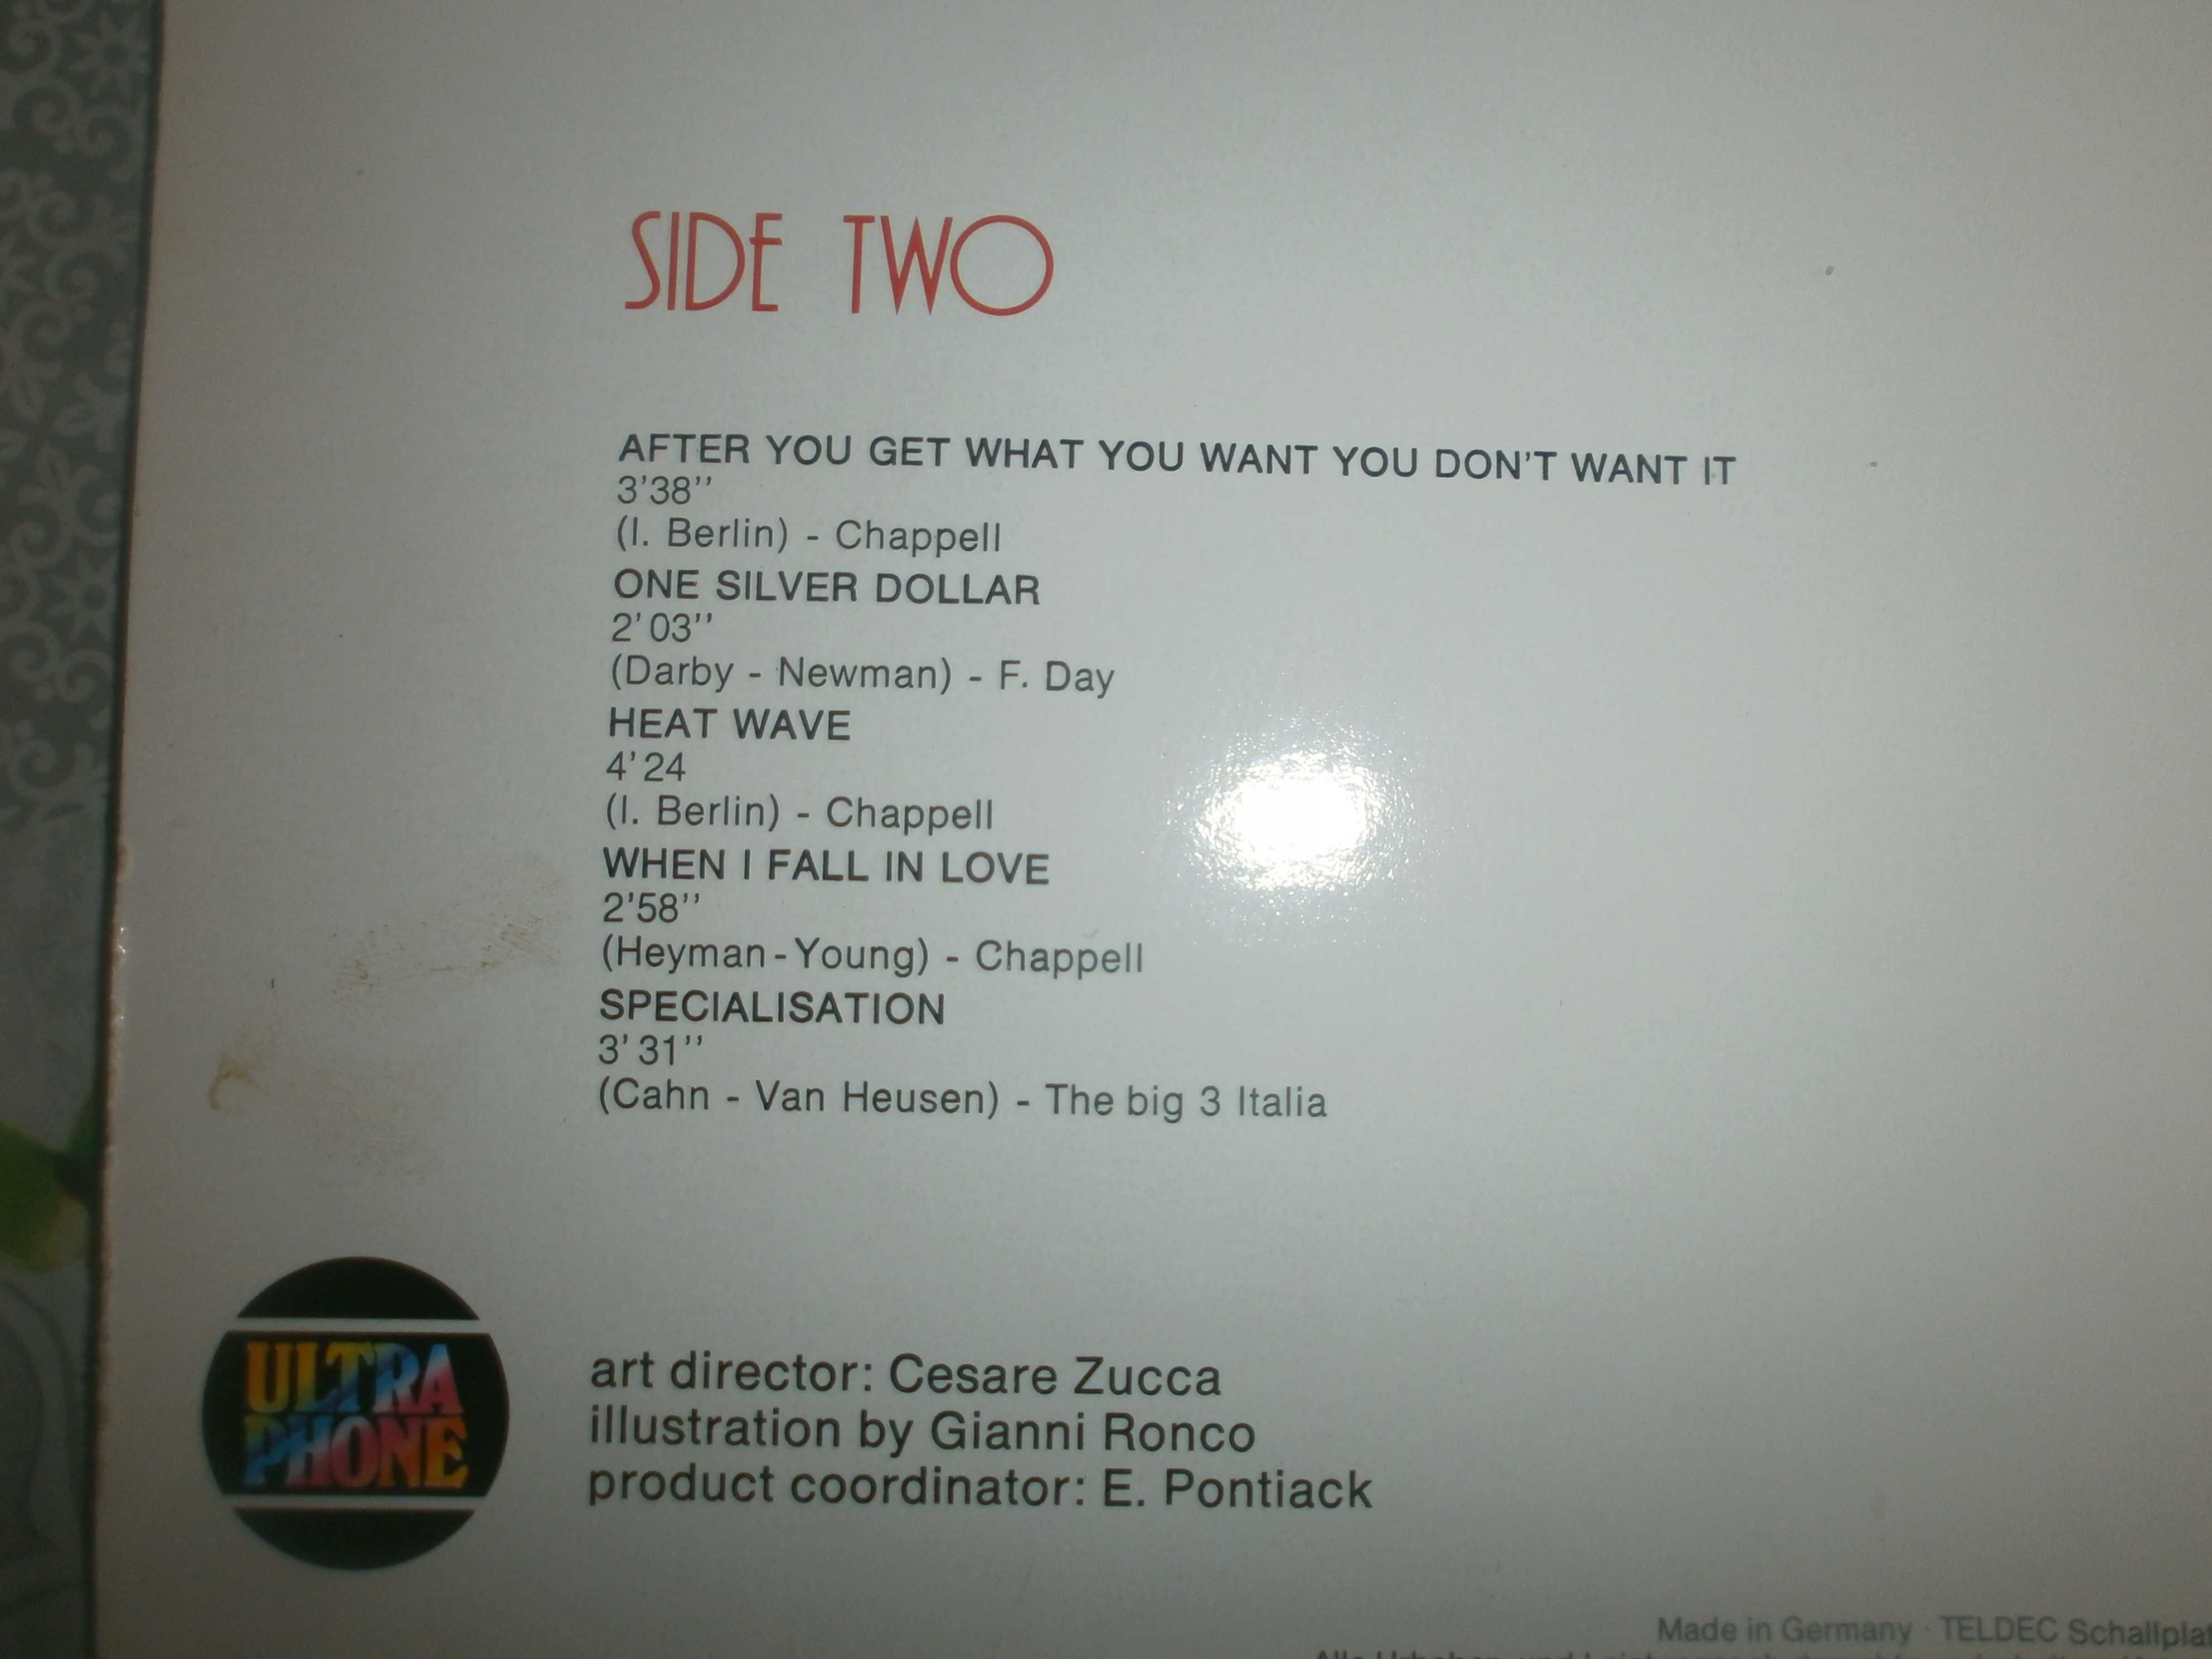 SIDE TWO
AFTER YOU GET WHAT YOU WANT YOU DON'T WANT IT
3'38''
(I. Berlin) - Chappell
ONE SILVER DOLLAR
2'03''
(Darby - Newman) - F. Day
HEAT WAVE
4'24
(I. Berlin) - Chappell
WHEN I FALL IN LOVE
2'58''
(Heyman - Young) - Chappell
SPECIALISATION
3'31''
(Cahn - Van Heusen) - The big 3 Italia
ULTRA
PHONE
art director: Cesare Zucca
illustration by Gianni Ronco
product coordinator: E. Pontiack
Made in Germany · TELDEC Schallplat